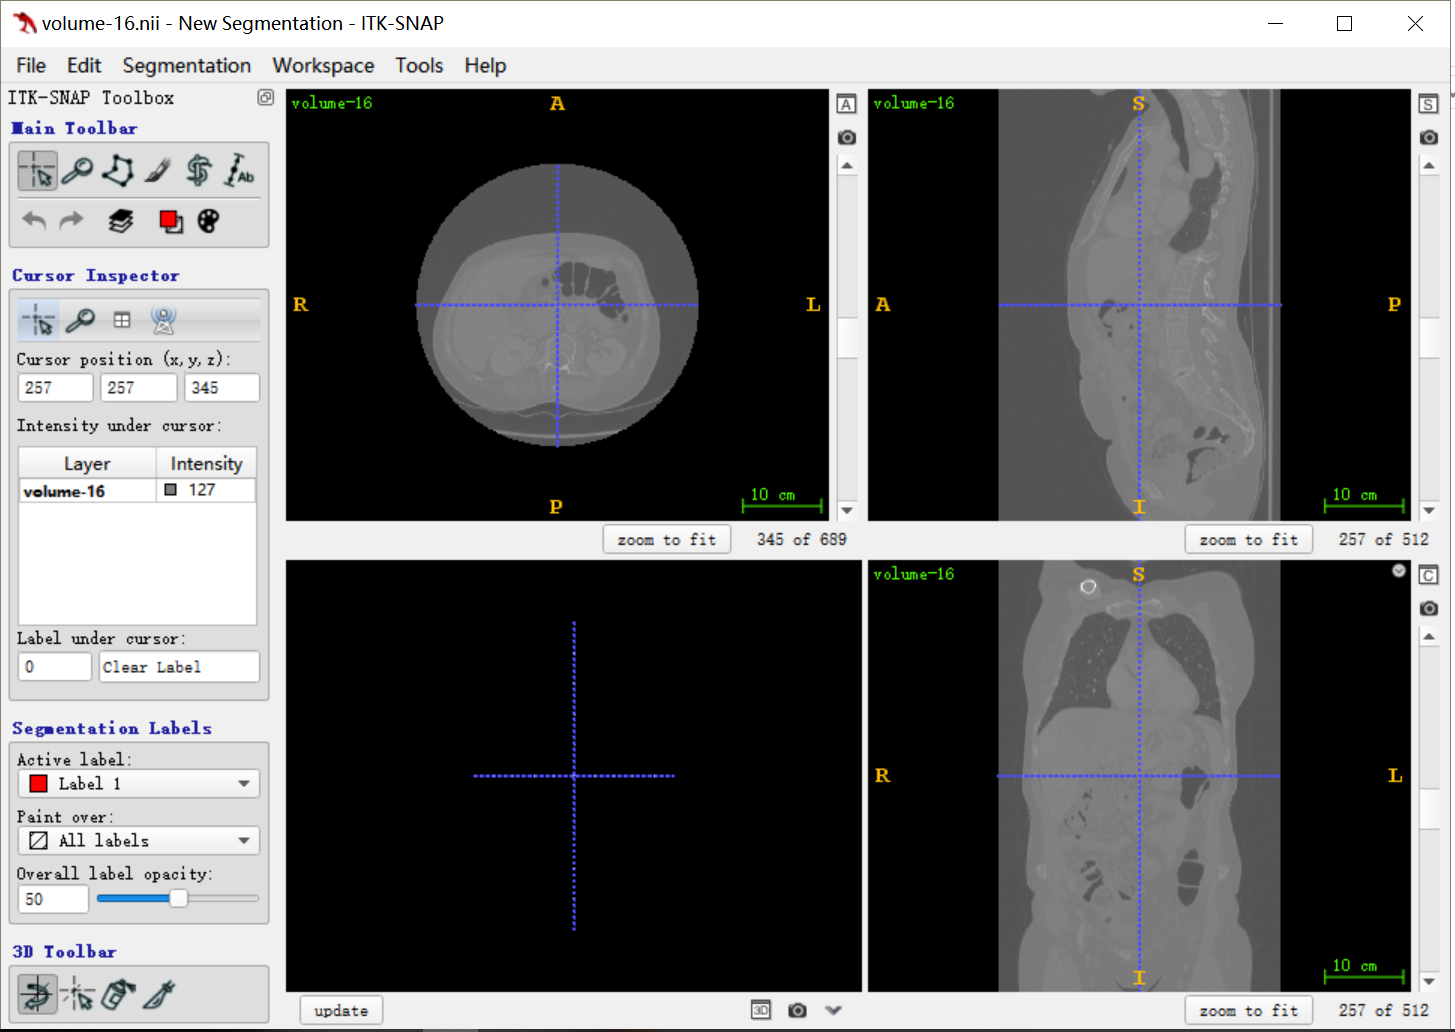 volume-16.nii - New Segmentation - ITK-SNAP
File Edit Segmentation Workspace Tools Help
ITK-SNAP Toolbox
Main Toolbar
Ab
Cursor Inspector
Cursor position (x,y,z):
257 257 345
Intensity under cursor:
Layer Intensity
volume-16 127
Label under cursor:
0 Clear Label
Segmentation Labels
Active label:
Label 1
Paint over:
All labels
Overall label opacity:
50
3D Toolbar
volume-16 A
A
R L
P
10 cm
zoom to fit 345 of 689
volume-16 S
S
A P
I
10 cm
zoom to fit 257 of 512
update 3D
volume-16 S
C
R L
I
10 cm
zoom to fit 257 of 512